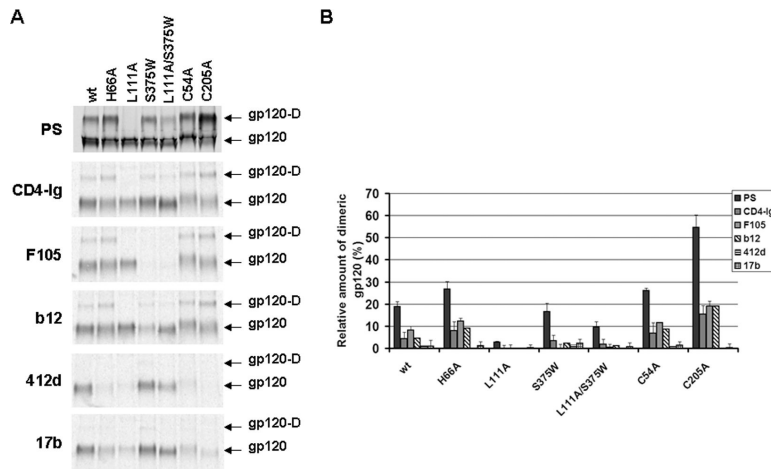 A
wt
H66A
L111A
S375W
L111A/S375W
C54A
C205A
PS
gp120-D
gp120
CD4-Ig
gp120-D
gp120
F105
gp120-D
gp120
b12
gp120-D
gp120
412d
gp120-D
gp120
17b
gp120-D
gp120
B
Relative amount of dimeric
gp120 (%)
70
60
50
40
30
20
10
0
wt
H66A
L111A
S375W
L111A/S375W
C54A
C205A
PS
CD4-Ig
F105
b12
412d
17b